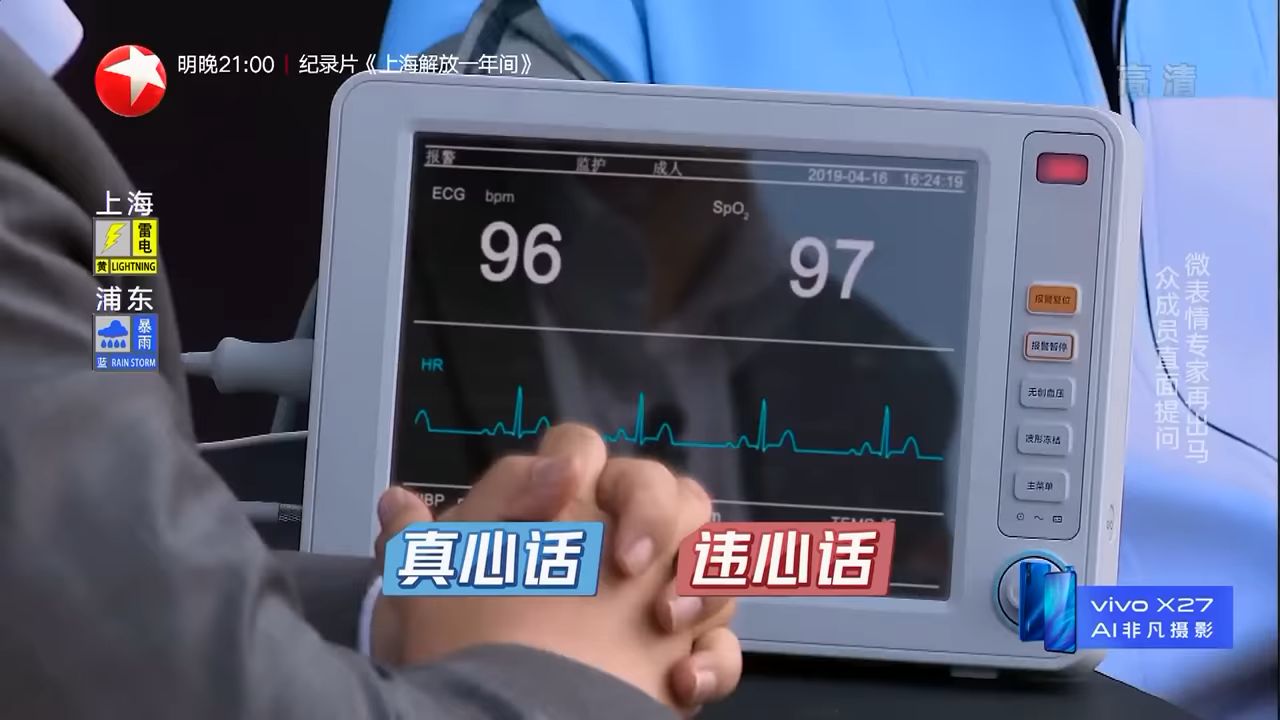 明晚21:00 | 纪录片《上海解放一年间》
高清
上海
雷电
黄 LIGHTNING
浦东
暴雨
蓝 RAIN STORM
报警 监护 成人 2019-04-16 16:24:19
ECG bpm SpO₂
96 97
HR
报警复位
报警暂停
无创血压
波形冻结
主菜单
微表情专家再出马
众成员直面提问
真心话
违心话
vivo X27
AI非凡摄影